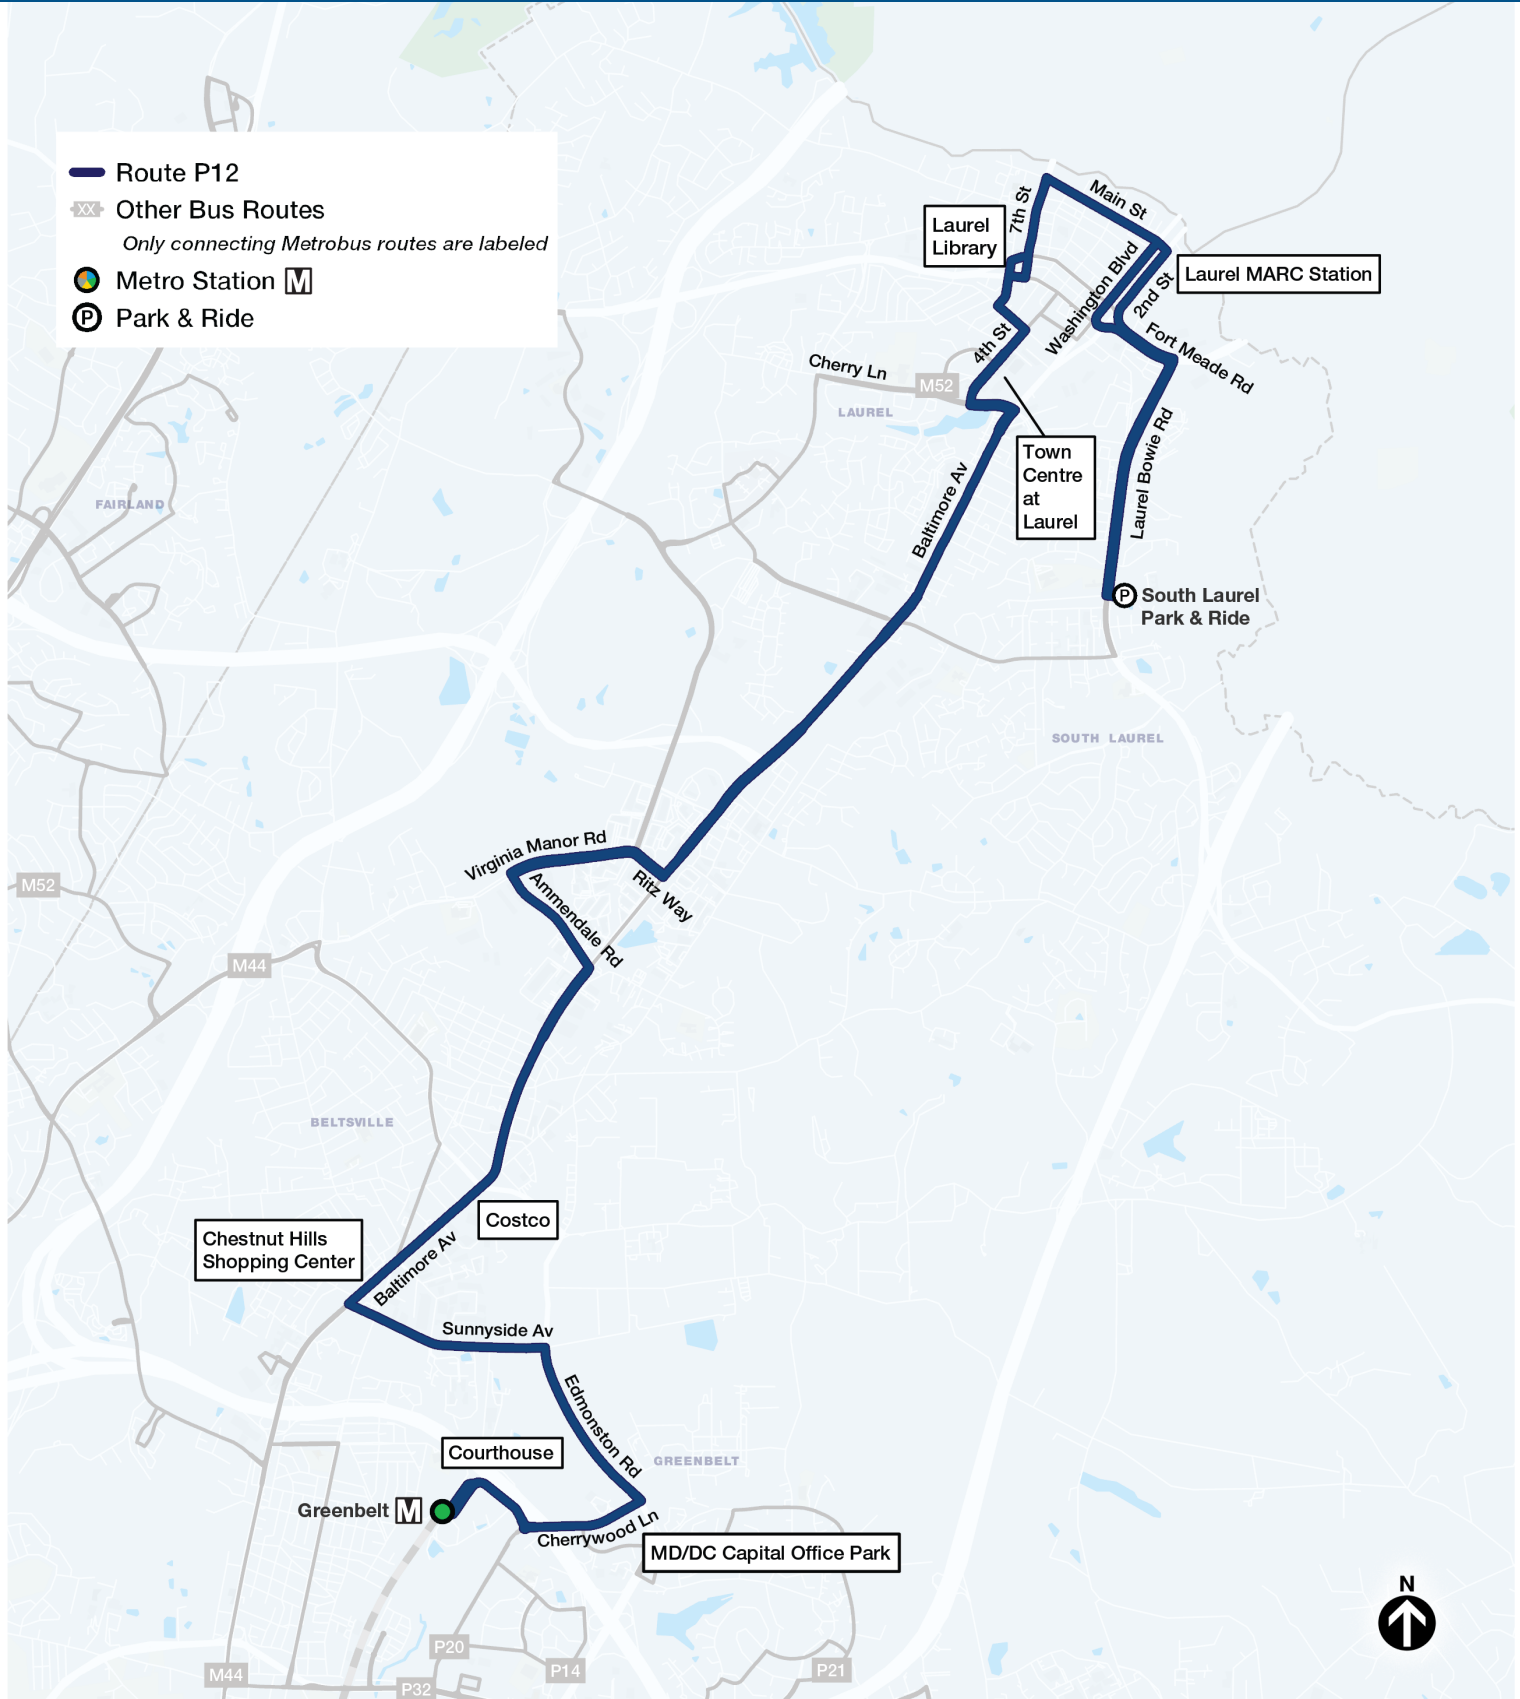 Route P12
XX Other Bus Routes
Only connecting Metrobus routes are labeled
Metro Station M
P Park & Ride
Main St
7th St
Laurel
Library
Washington Blvd
Laurel MARC Station
2nd St
Fort Meade Rd
4th St
Cherry Ln
M52
LAUREL
Town
Centre
at
Laurel
Laurel Bowie Rd
Baltimore Av
FAIRLAND
P South Laurel
Park & Ride
SOUTH LAUREL
Virginia Manor Rd
Ritz Way
Ammendale Rd
M52
M44
BELTSVILLE
Costco
Chestnut Hills
Shopping Center
Baltimore Av
Sunnyside Av
Edmonston Rd
Courthouse
GREENBELT
Greenbelt M
Cherrywood Ln
MD/DC Capital Office Park
N
P20
M44
P14
P21
P32